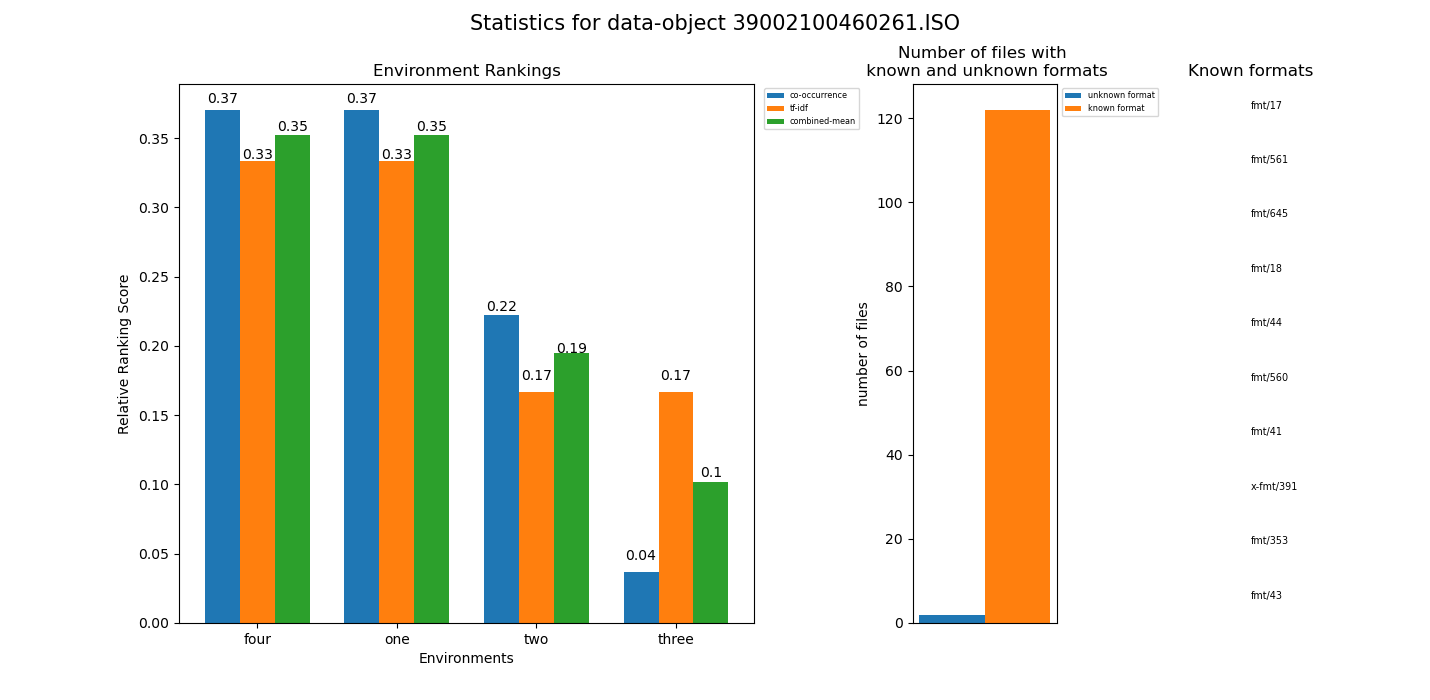 Statistics for data-object 39002100460261.ISO
Environment Rankings
0.37
0.33
0.35
0.37
0.33
0.35
0.22
0.17
0.19
0.04
0.17
0.1
Relative Ranking Score
0.35
0.30
0.25
0.20
0.15
0.10
0.05
0.00
four
one
two
three
Environments
co-occurrence
tf-idf
combined-mean
Number of files with
known and unknown formats
number of files
120
100
80
60
40
20
0
unknown format
known format
Known formats
fmt/17
fmt/561
fmt/645
fmt/18
fmt/44
fmt/560
fmt/41
x-fmt/391
fmt/353
fmt/43